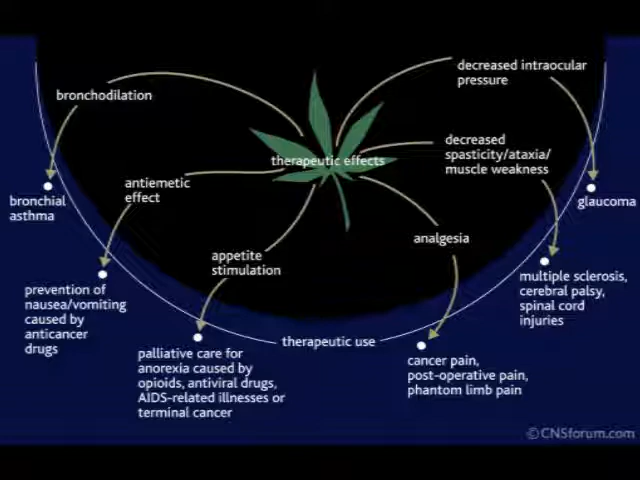 decreased intraocular
pressure
bronchodilation
decreased
spasticity/ataxia/
muscle weakness
therapeutic effects
antiemetic
effect
bronchial
asthma
glaucoma
analgesia
appetite
stimulation
multiple sclerosis,
cerebral palsy,
spinal cord
injuries
prevention of
nausea/vomiting
caused by
anticancer
drugs
therapeutic use
palliative care for
anorexia caused by
opioids, antiviral drugs,
AIDS-related illnesses or
terminal cancer
cancer pain,
post-operative pain,
phantom limb pain
©CNSforum.com